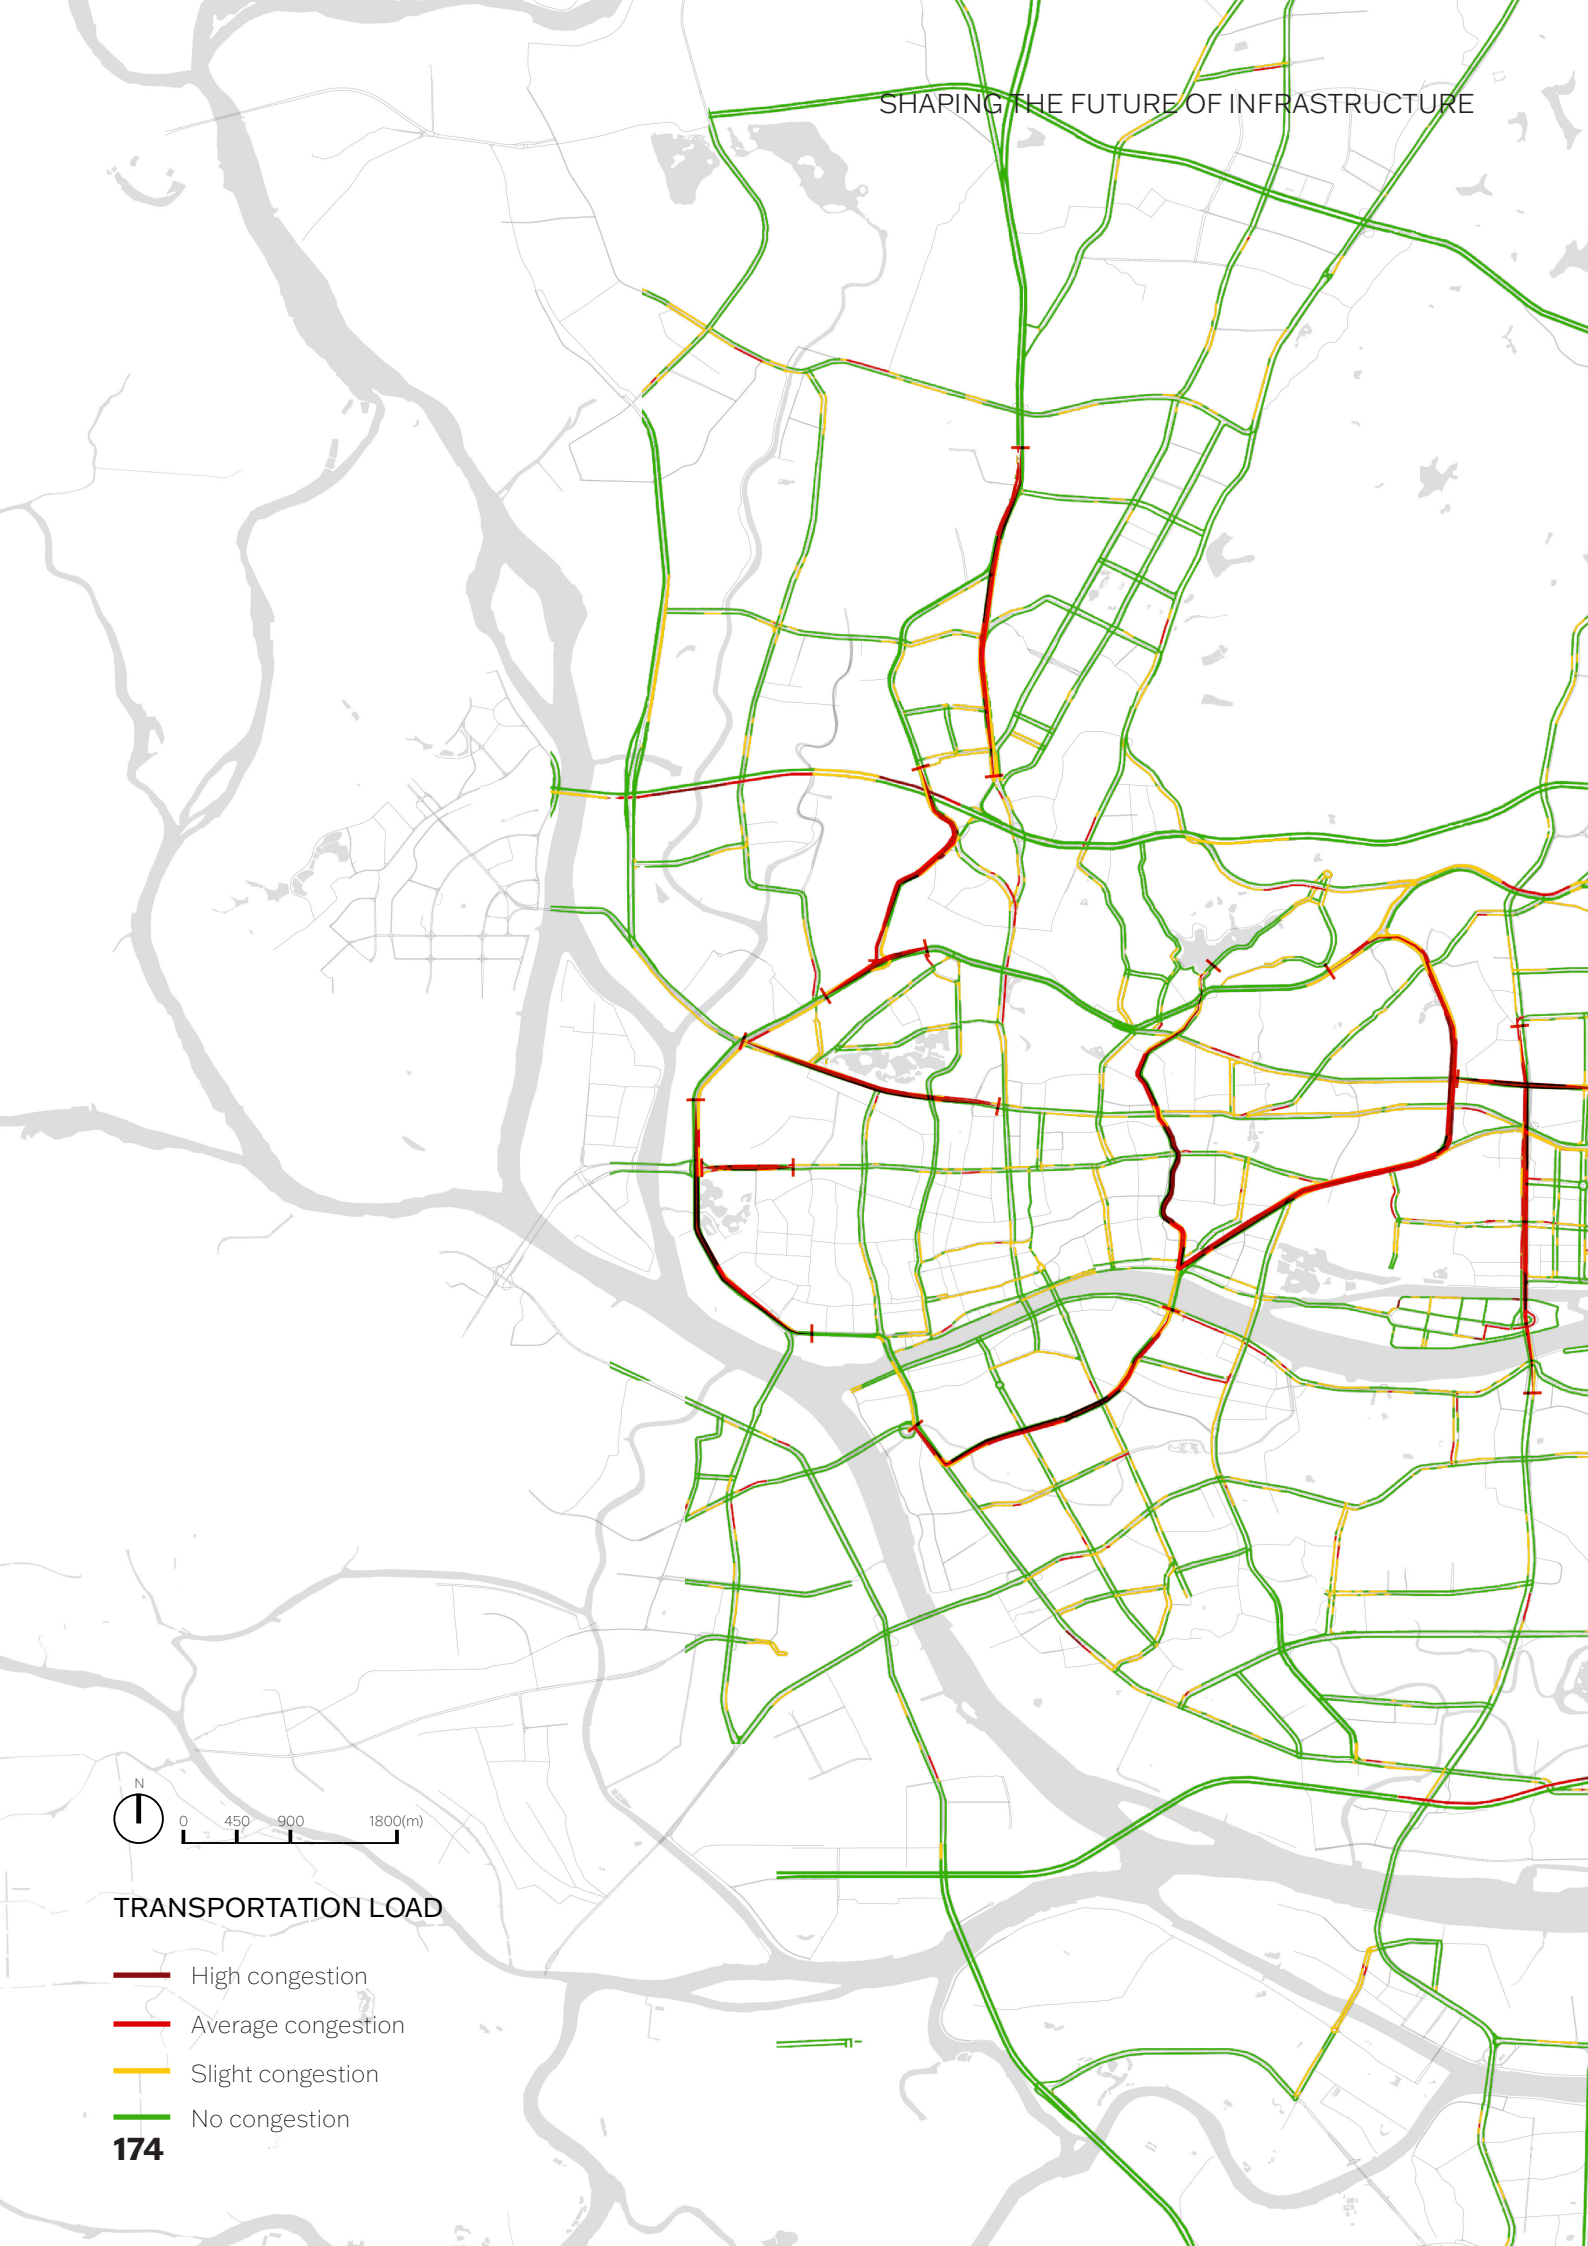 SHAPING THE FUTURE OF INFRASTRUCTURE
N
0 450 900 1800(m)
TRANSPORTATION LOAD
High congestion
Average congestion
Slight congestion
No congestion
174